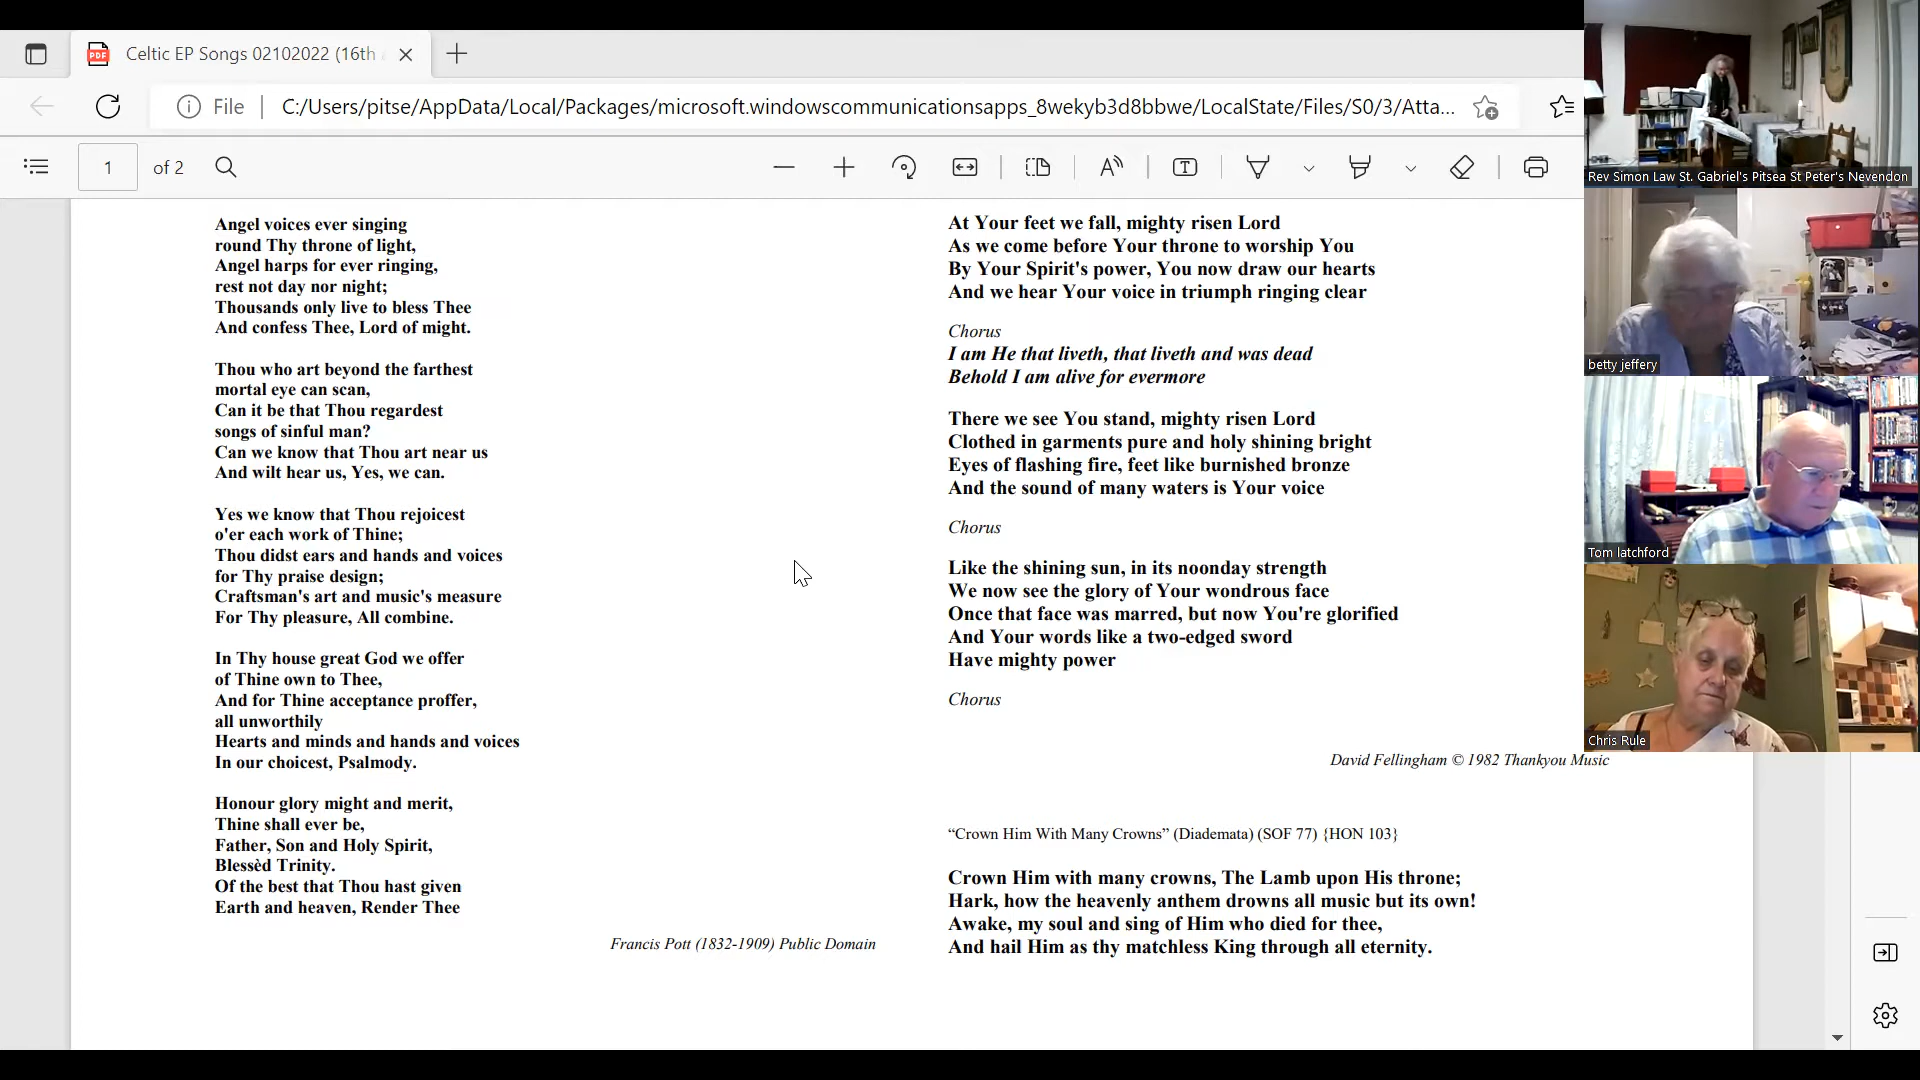 Celtic EP Songs 02102022 (16th
File
C:/Users/pitse/AppData/Local/Packages/microsoft.windowscommunicationsapps_8wekyb3d8bbwe/LocalState/Files/S0/3/Atta...
1 of 2
Angel voices ever singing
round Thy throne of light,
Angel harps for ever ringing,
rest not day nor night;
Thousands only live to bless Thee
And confess Thee, Lord of might.
Thou who art beyond the farthest
mortal eye can scan,
Can it be that Thou regardest
songs of sinful man?
Can we know that Thou art near us
And wilt hear us, Yes, we can.
Yes we know that Thou rejoicest
o'er each work of Thine;
Thou didst ears and hands and voices
for Thy praise design;
Craftsman's art and music's measure
For Thy pleasure, All combine.
In Thy house great God we offer
of Thine own to Thee,
And for Thine acceptance proffer,
all unworthily
Hearts and minds and hands and voices
In our choicest, Psalmody.
Honour glory might and merit,
Thine shall ever be,
Father, Son and Holy Spirit,
Blessèd Trinity.
Of the best that Thou hast given
Earth and heaven, Render Thee
Francis Pott (1832-1909) Public Domain
At Your feet we fall, mighty risen Lord
As we come before Your throne to worship You
By Your Spirit's power, You now draw our hearts
And we hear Your voice in triumph ringing clear
Chorus
I am He that liveth, that liveth and was dead
Behold I am alive for evermore
There we see You stand, mighty risen Lord
Clothed in garments pure and holy shining bright
Eyes of flashing fire, feet like burnished bronze
And the sound of many waters is Your voice
Chorus
Like the shining sun, in its noonday strength
We now see the glory of Your wondrous face
Once that face was marred, but now You're glorified
And Your words like a two-edged sword
Have mighty power
Chorus
David Fellingham © 1982 Thankyou Music
“Crown Him With Many Crowns” (Diademata) (SOF 77) {HON 103}
Crown Him with many crowns, The Lamb upon His throne;
Hark, how the heavenly anthem drowns all music but its own!
Awake, my soul and sing of Him who died for thee,
And hail Him as thy matchless King through all eternity.
Rev Simon Law St. Gabriel's Pitsea St Peter's Nevendon
betty jeffery
Tom latchford
Chris Rule